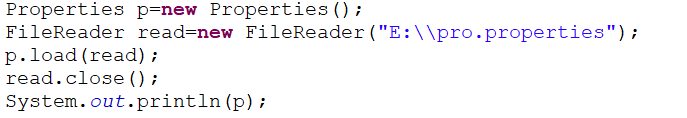 Properties p=new Properties();
FileReader read=new FileReader("E:\\pro.properties");
p.load(read);
read.close();
System.out.println(p);